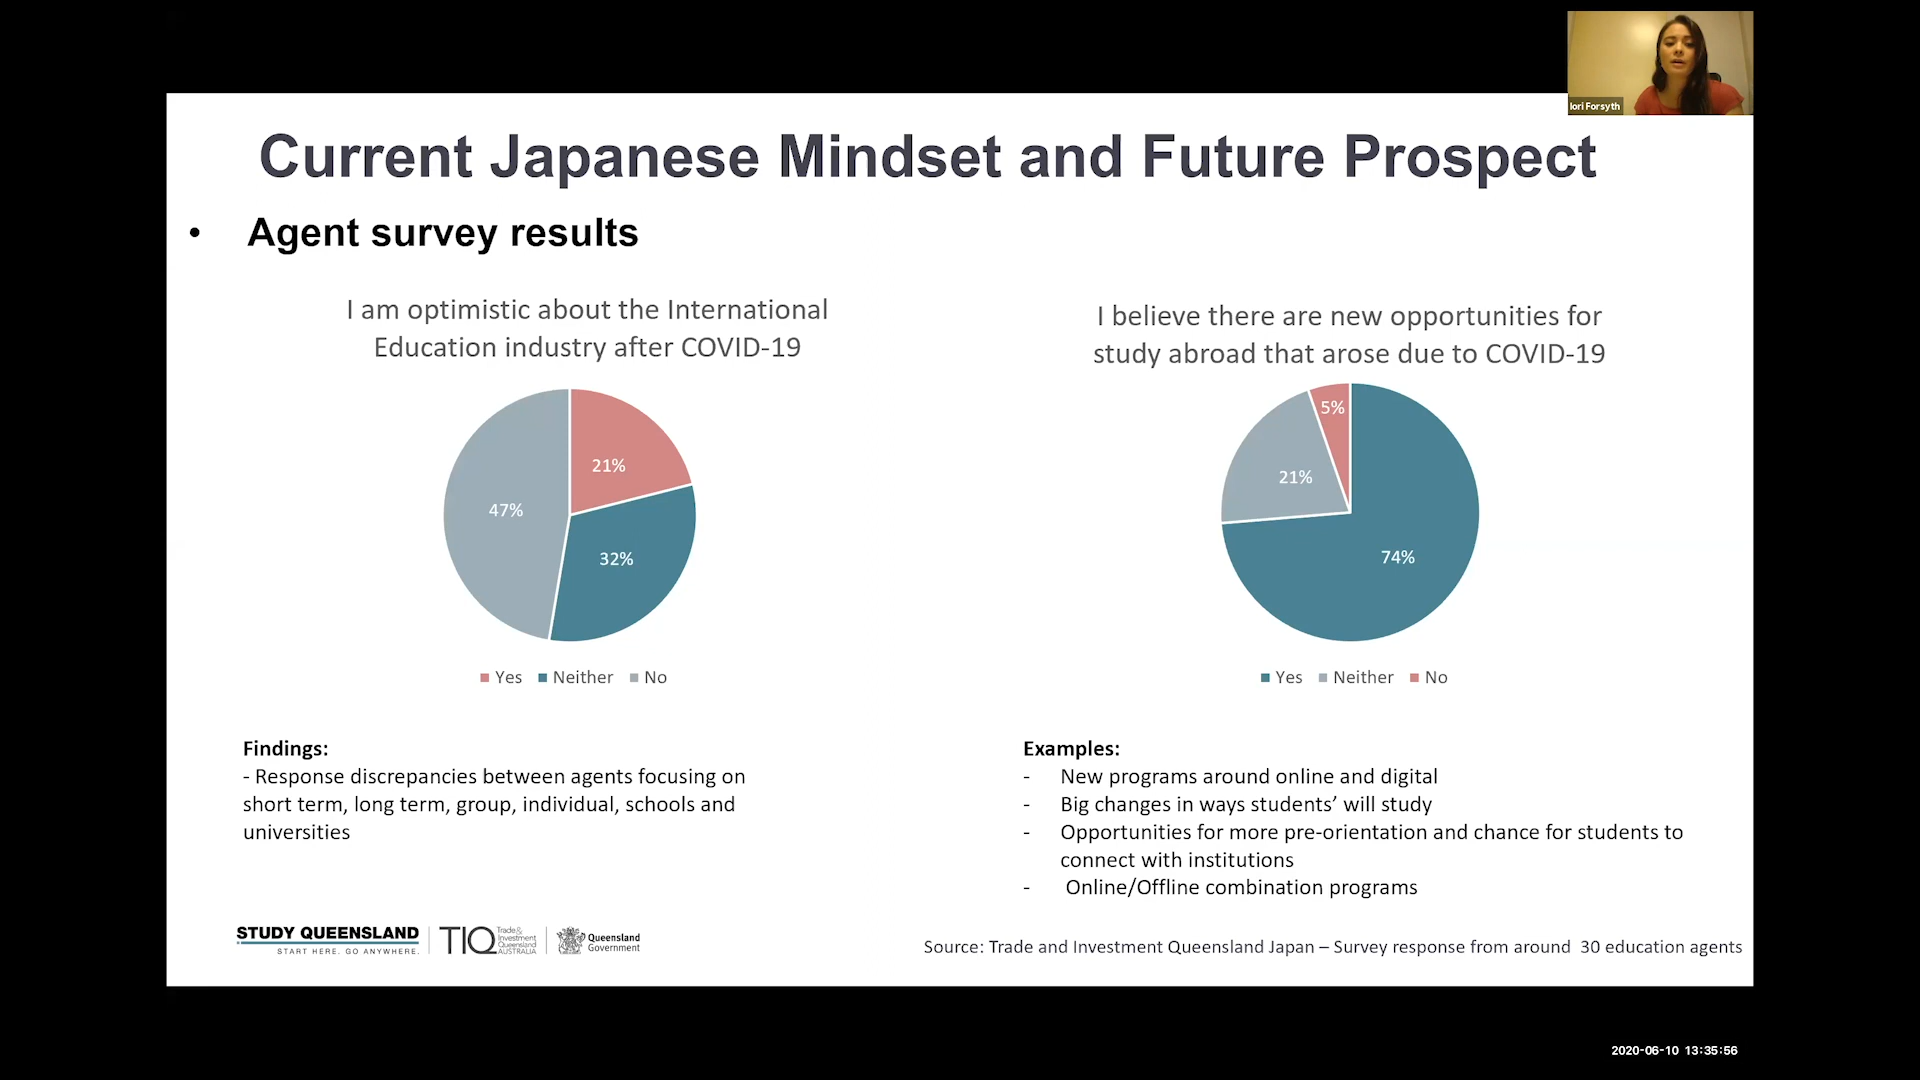 Iori Forsyth
Current Japanese Mindset and Future Prospect
• Agent survey results
I am optimistic about the International
Education industry after COVID-19
21%
47%
32%
Yes Neither No
I believe there are new opportunities for
study abroad that arose due to COVID-19
5%
21%
74%
Yes Neither No
Findings:
- Response discrepancies between agents focusing on
short term, long term, group, individual, schools and
universities
Examples:
- New programs around online and digital
- Big changes in ways students’ will study
- Opportunities for more pre-orientation and chance for students to
connect with institutions
- Online/Offline combination programs
STUDY QUEENSLAND
START HERE. GO ANYWHERE.
TIQ
Trade &
Investment
Queensland
AUSTRALIA
Queensland
Government
Source: Trade and Investment Queensland Japan – Survey response from around 30 education agents
2020-06-10 13:35:56